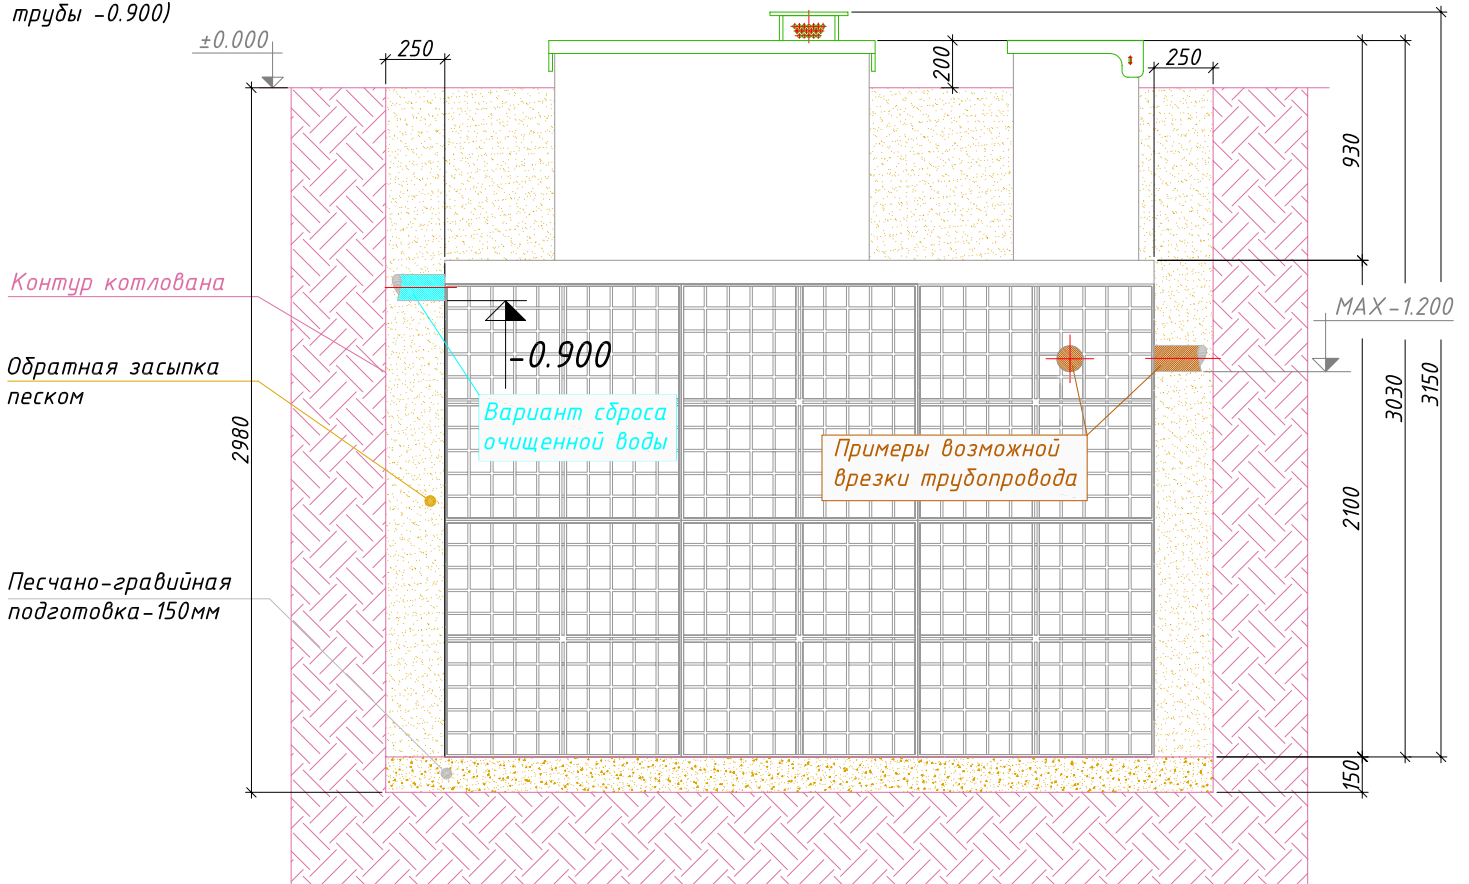 трубы -0.900)
±0.000
250
200
250
930
Контур котлована
MAX-1.200
-0.900
Обратная засыпка
песком
Вариант сброса
очищенной воды
3030
3150
2980
Примеры возможной
врезки трубопровода
2100
Песчано-гравийная
подготовка-150мм
150